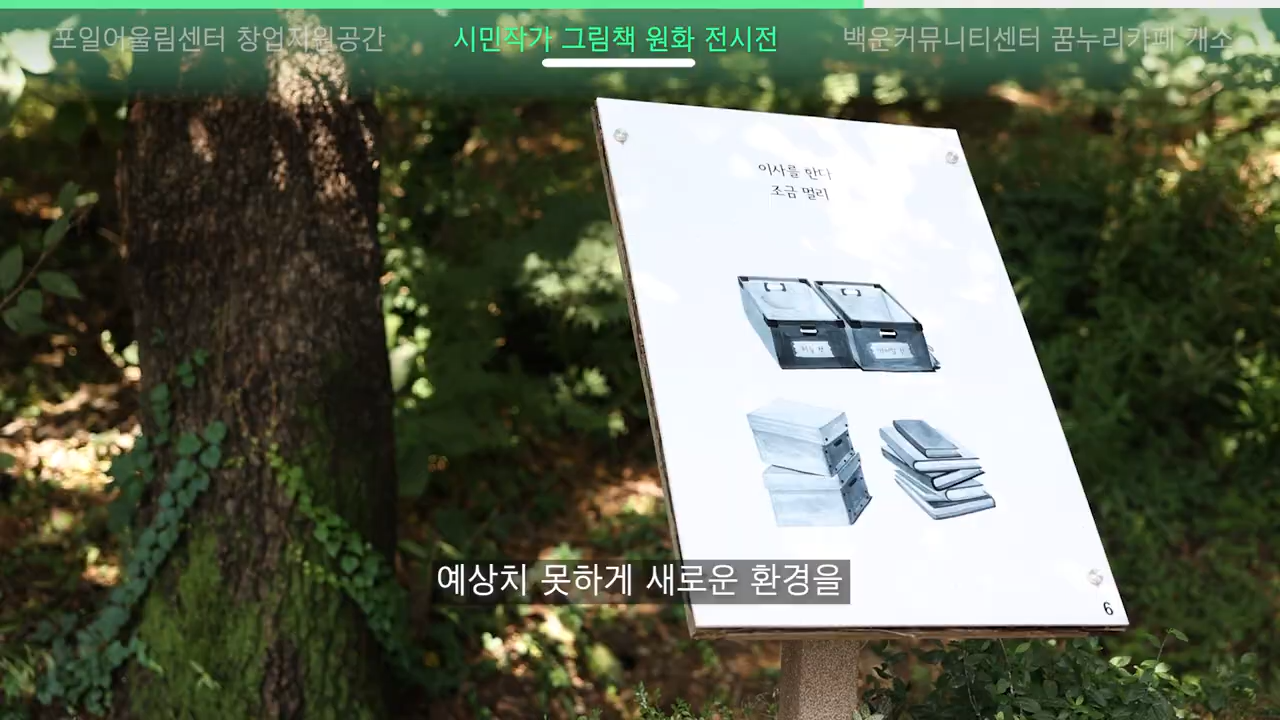 포일어울림센터 창업지원공간
시민작가 그림책 원화 전시전
백운커뮤니티센터 꿈누리카페 개소
이사를 한다
조금 멀리
예상치 못하게 새로운 환경을
6